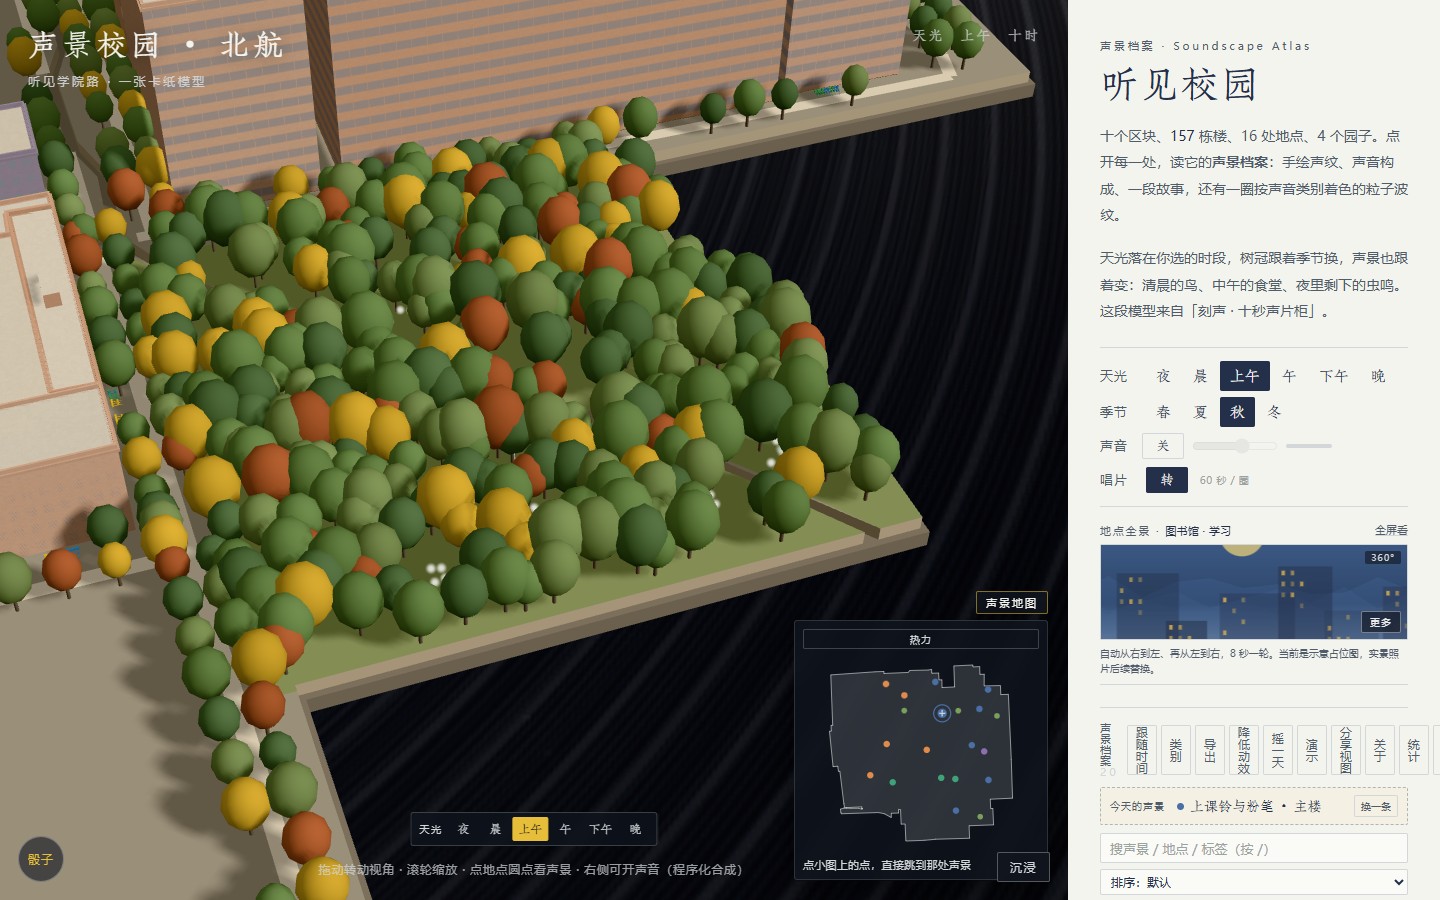 声景校园 • 北航
听见学院路 · 一张卡纸模型
天光 上午 十时
声景地图
热力
点小图上的点，直接跳到那处声景
沉浸
天光 夜 晨 上午 午 下午 晚
拖动转动视角 · 滚轮缩放 · 点地点圆点看声景 · 右侧可开声音（程序化合成）
骰子
声景档案 · Soundscape Atlas
听见校园
十个区块、157 栋楼、16 处地点、4 个园子。点
开每一处，读它的声景档案：手绘声纹、声音构
成、一段故事，还有一圈按声音类别着色的粒子波
纹。
天光落在你选的时段，树冠跟着季节换，声景也跟
着变：清晨的鸟、中午的食堂、夜里剩下的虫鸣。
这段模型来自「刻声 · 十秒声片柜」。
天光 夜 晨 上午 午 下午 晚
季节 春 夏 秋 冬
声音 关
唱片 转 60 秒 / 圈
地点全景 · 图书馆 · 学习 全屏看
360°
更多
自动从右到左、再从左到右，8 秒一轮。当前是示意占位图，实景照
片后续替换。
声景档案 20 跟随时间 类别 导出 降低动效 摇一天 演示 分享视图 关于 统计
今天的声景 上课铃与粉笔 • 主楼 换一条
搜声景 / 地点 / 标签（按 /）
排序：默认